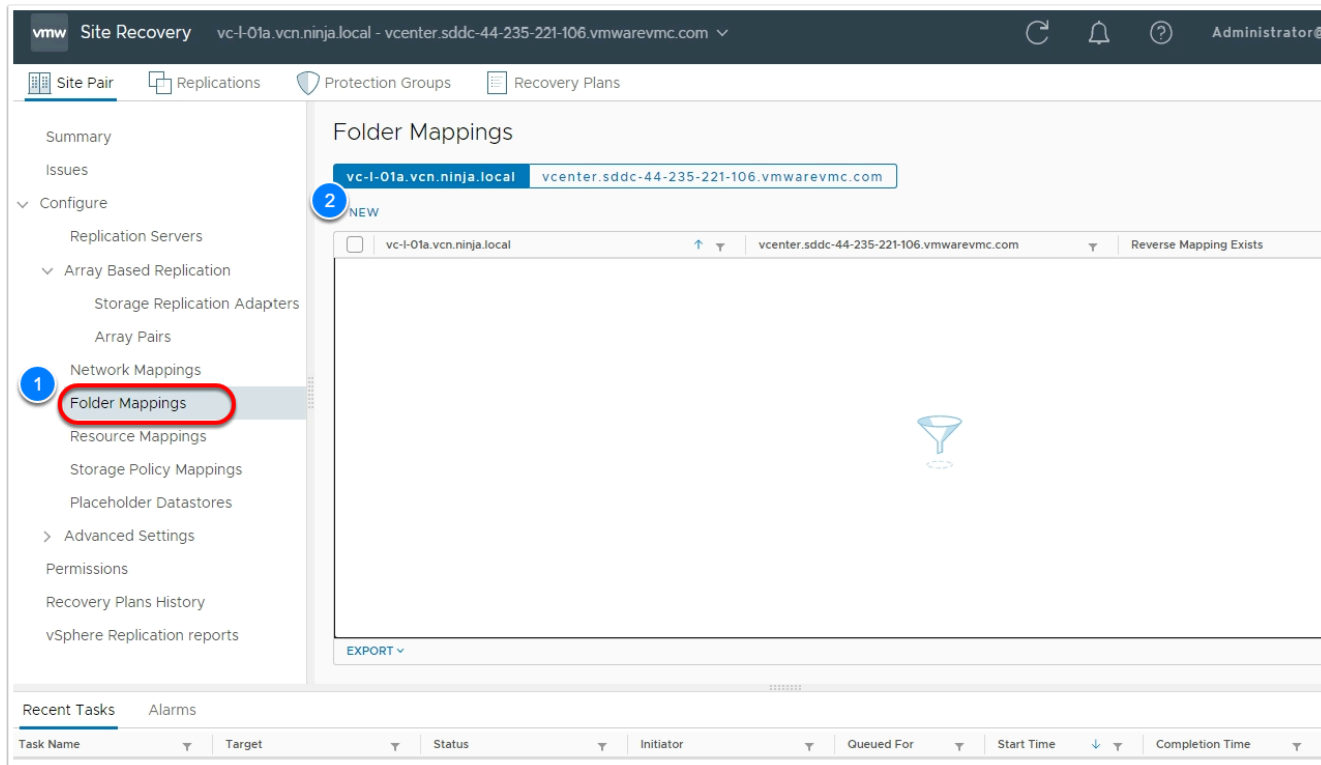 vmw Site Recovery vc-l-01a.vcn.ninja.local - vcenter.sddc-44-235-221-106.vmwarevmc.com Administrator@
Site Pair Replications Protection Groups Recovery Plans
Summary
Issues
Configure
Replication Servers
Array Based Replication
Storage Replication Adapters
Array Pairs
Network Mappings
1
Folder Mappings
Resource Mappings
Storage Policy Mappings
Placeholder Datastores
Advanced Settings
Permissions
Recovery Plans History
vSphere Replication reports
Folder Mappings
vc-l-01a.vcn.ninja.local vcenter.sddc-44-235-221-106.vmwarevmc.com
2 NEW
vc-l-01a.vcn.ninja.local vcenter.sddc-44-235-221-106.vmwarevmc.com Reverse Mapping Exists
EXPORT
Recent Tasks Alarms
Task Name Target Status Initiator Queued For Start Time Completion Time